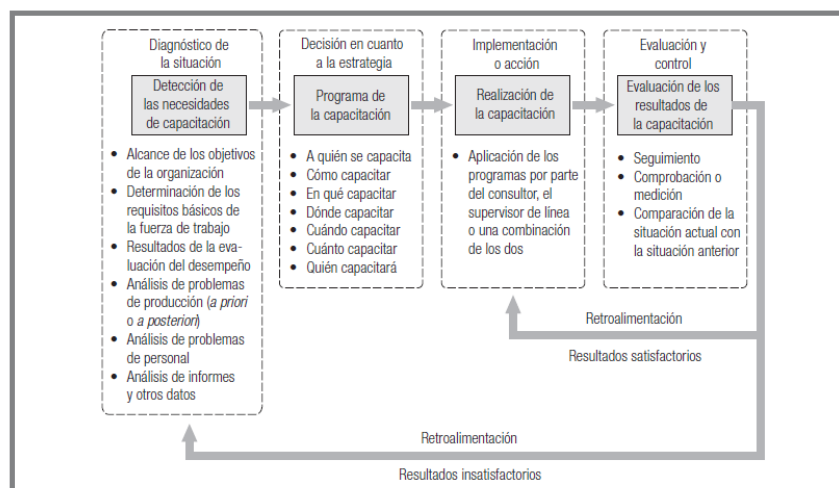 Diagnóstico de
la situación
Detección de
las necesidades
de capacitación
• Alcance de los objetivos
de la organización
• Determinación de los
requisitos básicos de
la fuerza de trabajo
• Resultados de la eva-
luación del desempeño
• Análisis de problemas
de producción (a priori
o a posteriori)
• Análisis de problemas
de personal
• Análisis de informes
y otros datos
Decisión en cuanto
a la estrategia
Programa de
la capacitación
• A quién se capacita
• Cómo capacitar
• En qué capacitar
• Dónde capacitar
• Cuándo capacitar
• Cuánto capacitar
• Quién capacitará
Implementación
o acción
Realización de
la capacitación
• Aplicación de los
programas por parte
del consultor, el
supervisor de línea
o una combinación
de los dos
Evaluación y
control
Evaluación de los
resultados de
la capacitación
• Seguimiento
• Comprobación o
medición
• Comparación de la
situación actual con
la situación anterior
Retroalimentación
Resultados satisfactorios
Retroalimentación
Resultados insatisfactorios